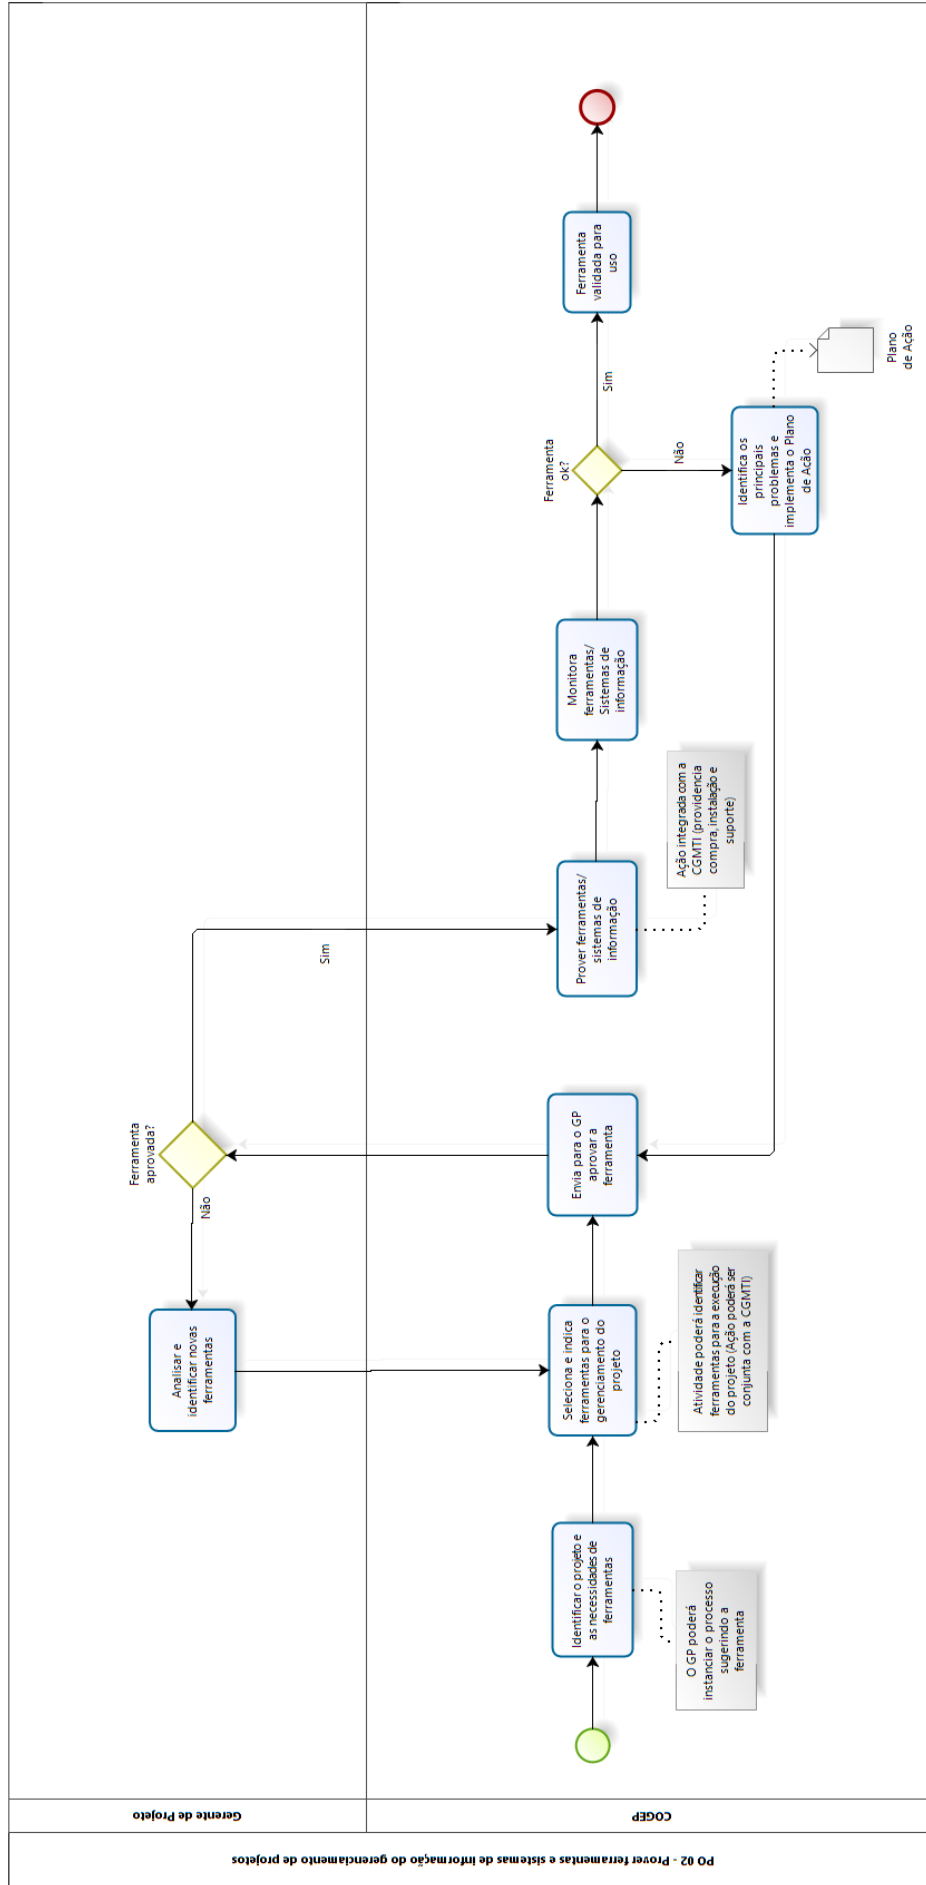 PO 02 - Prover ferramentas e sistemas de informação do gerenciamento de projetos
Gerente de Projeto
COGEP
Analisar e
identificar novas
ferramentas
Não
Ferramenta
aprovada?
Sim
Identificar o projeto e
as necessidades de
ferramentas
O GP poderá
instanciar o processo
sugerindo a
ferramenta
Seleciona e indica
ferramentas para o
gerenciamento do
projeto
Atividade poderá identificar
ferramentas para a execução
do projeto (Ação poderá ser
conjunta com a CGMTI)
Envia para o GP
aprovar a
ferramenta
Prover ferramentas/
sistemas de
informação
Ação integrada com a
CGMTI (providencia
compra, instalação e
suporte)
Monitora
ferramentas/
Sistemas de
informação
Ferramenta
ok?
Sim
Não
Identifica os
principais
problemas e
implementa o Plano
de Ação
Plano
de Ação
Ferramenta
validada para
uso